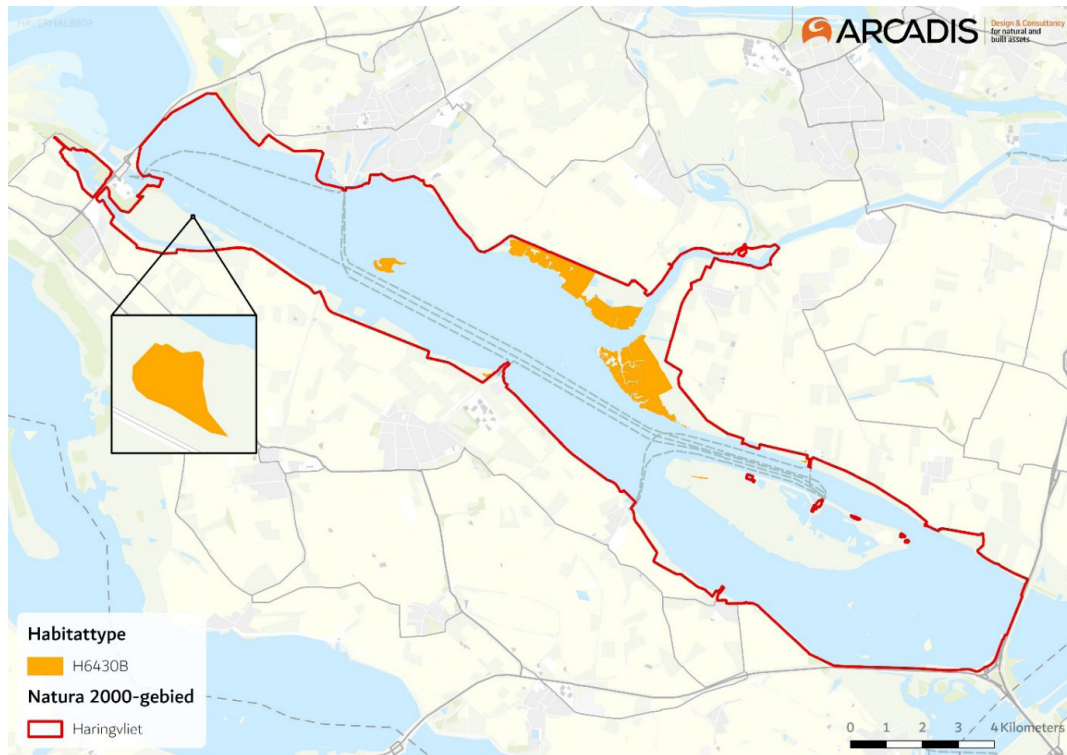 HAVERHAL8809
ARCADIS
Design & Consultancy
for natural and
built assets
Habitattype
H6430B
Natura 2000-gebied
Haringvliet
0 1 2 3 4 Kilometers